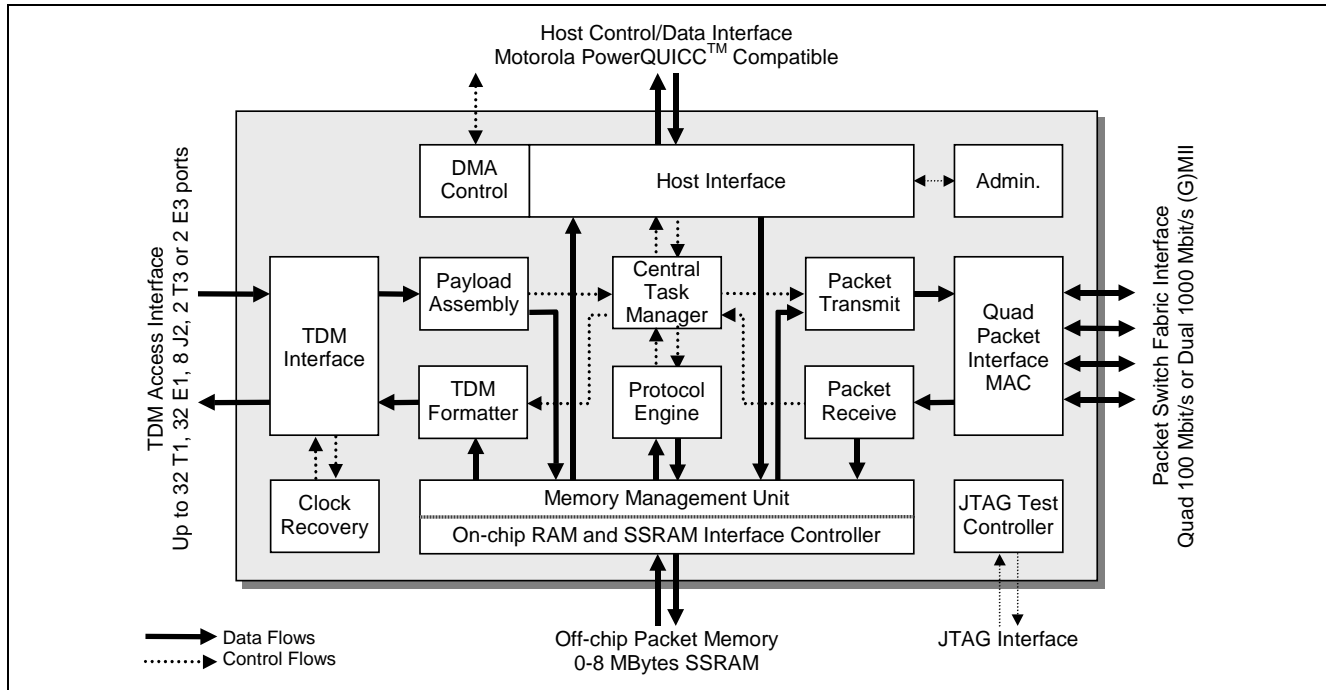 Host Control/Data Interface
Motorola PowerQUICC™ Compatible
TDM Access Interface
Up to 32 T1, 32 E1, 8 J2, 2 T3 or 2 E3 ports
DMA
Control
Host Interface
Admin.
TDM
Interface
Payload
Assembly
Central
Task
Manager
Packet
Transmit
Quad
Packet
Interface
MAC
TDM
Formatter
Protocol
Engine
Packet
Receive
Clock
Recovery
Memory Management Unit
On-chip RAM and SSRAM Interface Controller
JTAG Test
Controller
Packet Switch Fabric Interface
Quad 100 Mbit/s or Dual 1000 Mbit/s (G)MII
Data Flows
Control Flows
Off-chip Packet Memory
0-8 MBytes SSRAM
JTAG Interface